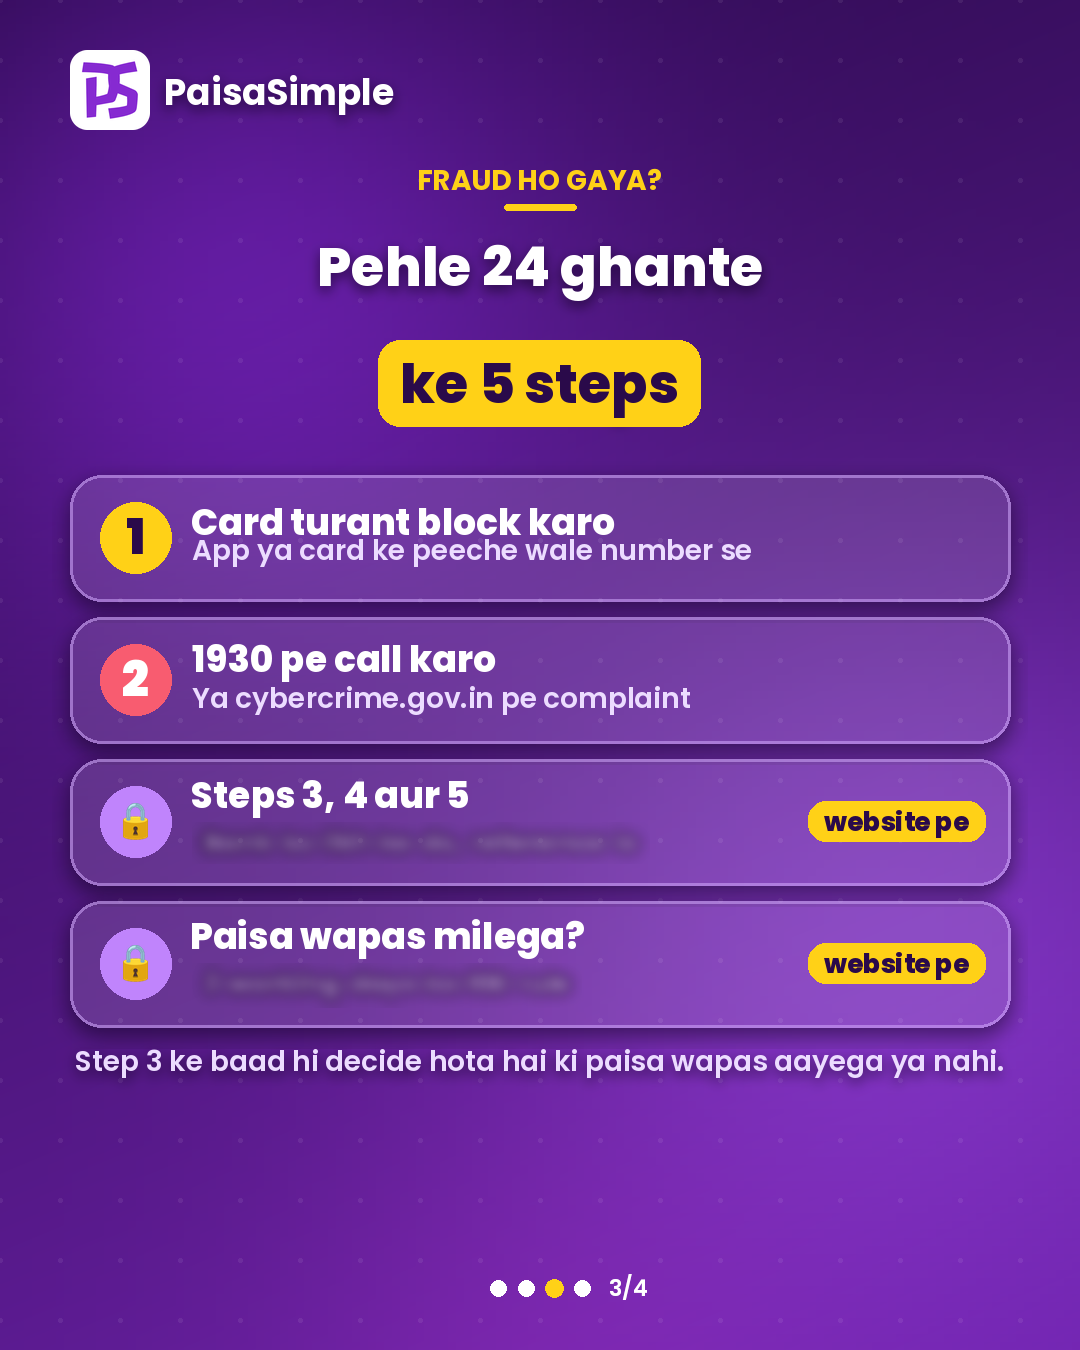 PaisaSimple
FRAUD HO GAYA?
Pehle 24 ghante
ke 5 steps
1
Card turant block karo
App ya card ke peeche wale number se
2
1930 pe call karo
Ya cybercrime.gov.in pe complaint
Steps 3, 4 aur 5
website pe
Paisa wapas milega?
website pe
Step 3 ke baad hi decide hota hai ki paisa wapas aayega ya nahi.
3/4